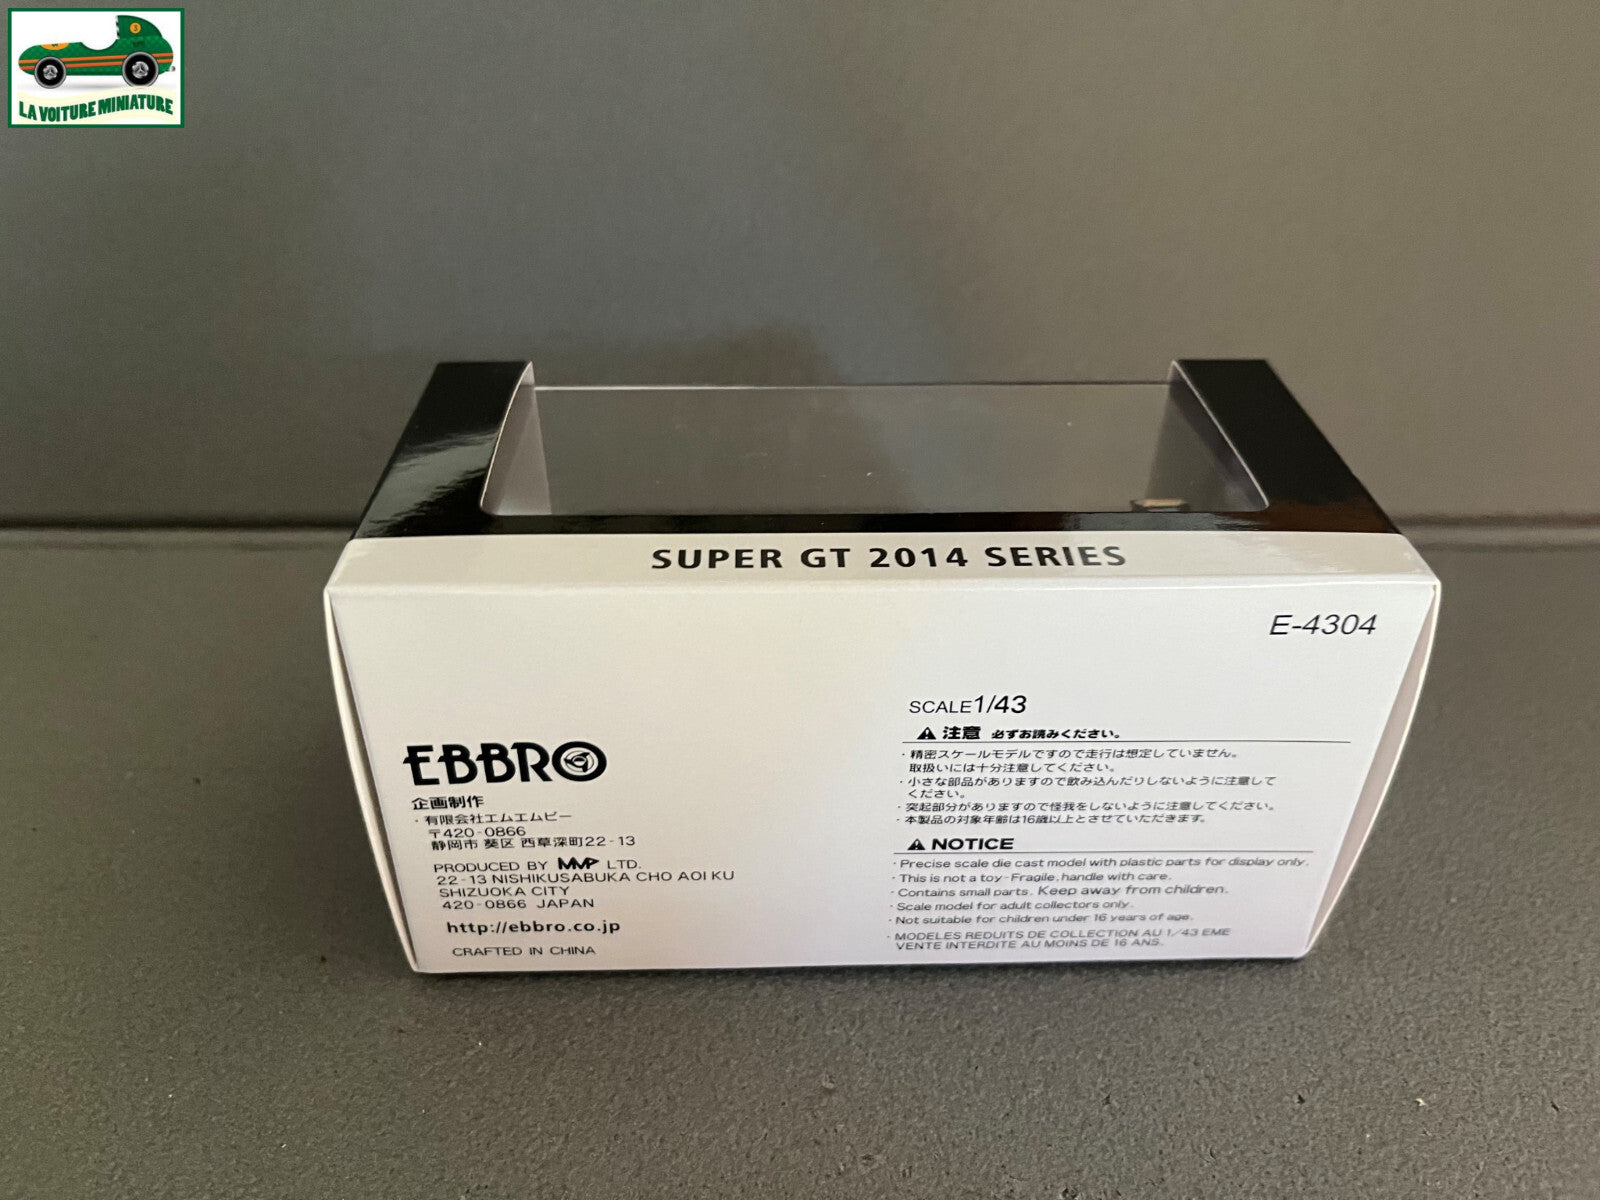 LA VOITURE MINIATURE
SUPER GT 2014 SERIES
E-4304
EBBRO
企画制作
・有限会社エムエムピー
〒420-0866
静岡市 葵区 西草深町22-13
PRODUCED BY MMP LTD.
22-13 NISHIKUSABUKA CHO AOI KU
SHIZUOKA CITY
420-0866 JAPAN
http://ebbro.co.jp
CRAFTED IN CHINA
SCALE1/43
注意 必ずお読みください。
・精密スケールモデルですので走行は想定していません。
取扱いには十分注意してください。
・小さな部品がありますので飲み込んだりしないように注意して
ください。
・突起部分がありますので怪我をしないように注意してください。
・本製品の対象年齢は16歳以上とさせていただきます。
NOTICE
・Precise scale die cast model with plastic parts for display only.
・This is not a toy-Fragile, handle with care.
・Contains small parts. Keep away from children.
・Scale model for adult collectors only.
・Not suitable for children under 16 years of age.
・MODELES REDUITS DE COLLECTION AU 1/43 EME
VENTE INTERDITE AU MOINS DE 16 ANS.